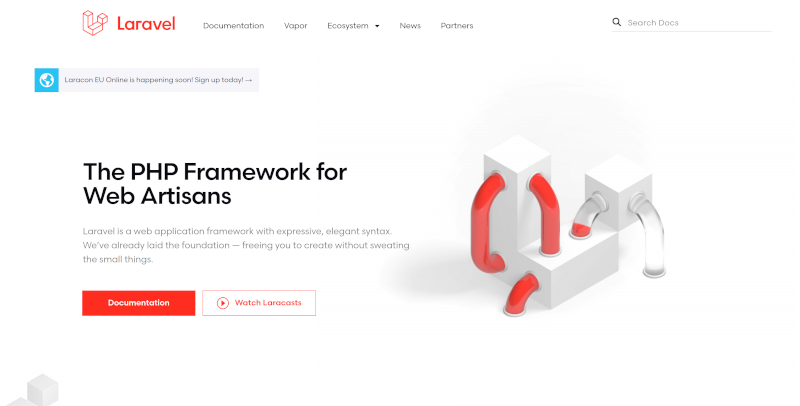 Laravel
Documentation Vapor Ecosystem News Partners
Search Docs
Laracon EU Online is happening soon! Sign up today! →
The PHP Framework for
Web Artisans
Laravel is a web application framework with expressive, elegant syntax.
We've already laid the foundation — freeing you to create without sweating
the small things.
Documentation
Watch Laracasts